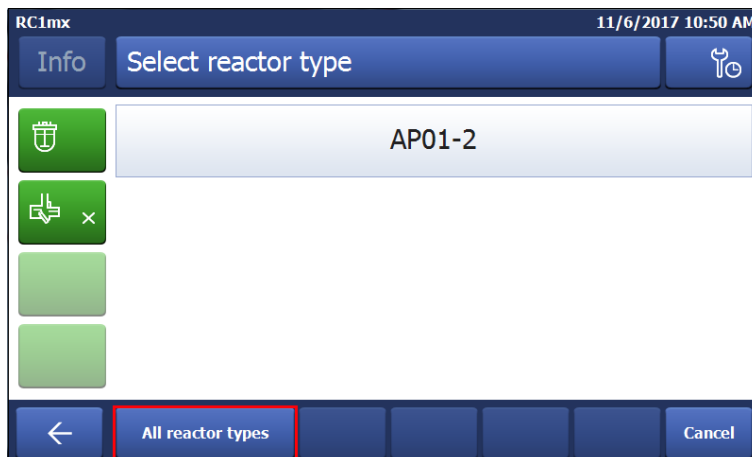 RC1mx 11/6/2017 10:50 AM
Info Select reactor type
AP01-2
All reactor types Cancel